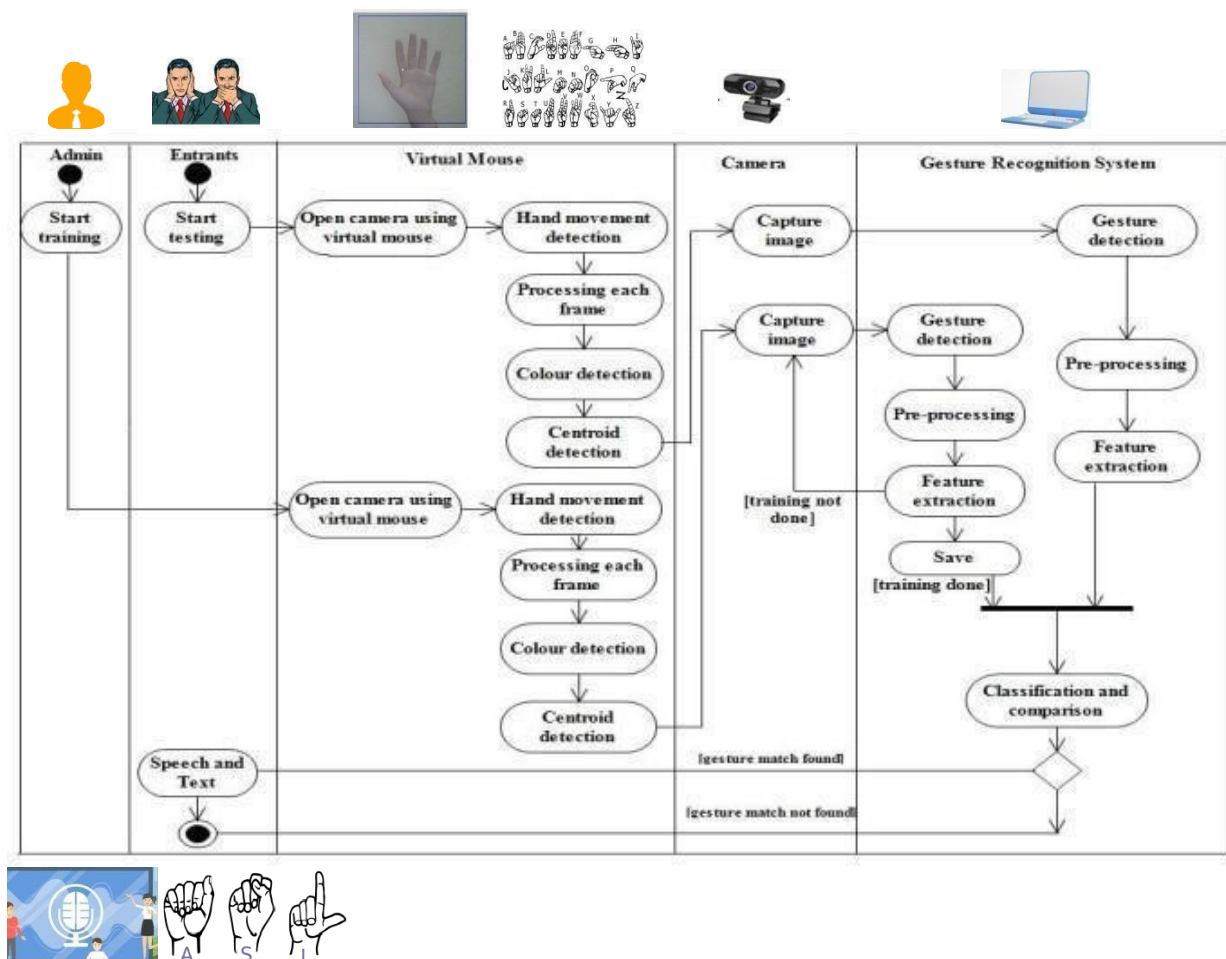 A B C D E S F G H I
J K L M N O P Q
R S T U V W X Y Z
Admin
Entrants
Virtual Mouse
Camera
Gesture Recognition System
Start
training
Start
testing
Open camera using
virtual mouse
Hand movement
detection
Capture
image
Gesture
detection
Processing each
frame
Capture
image
Gesture
detection
Pre-processing
Colour detection
Pre-processing
Centroid
detection
Feature
extraction
Open camera using
virtual mouse
Hand movement
detection
[training not
done]
Feature
extraction
Processing each
frame
Save
[training done]
Colour detection
Classification and
comparison
Centroid
detection
Speech and
Text
[gesture match found]
[gesture match not found]
A S L